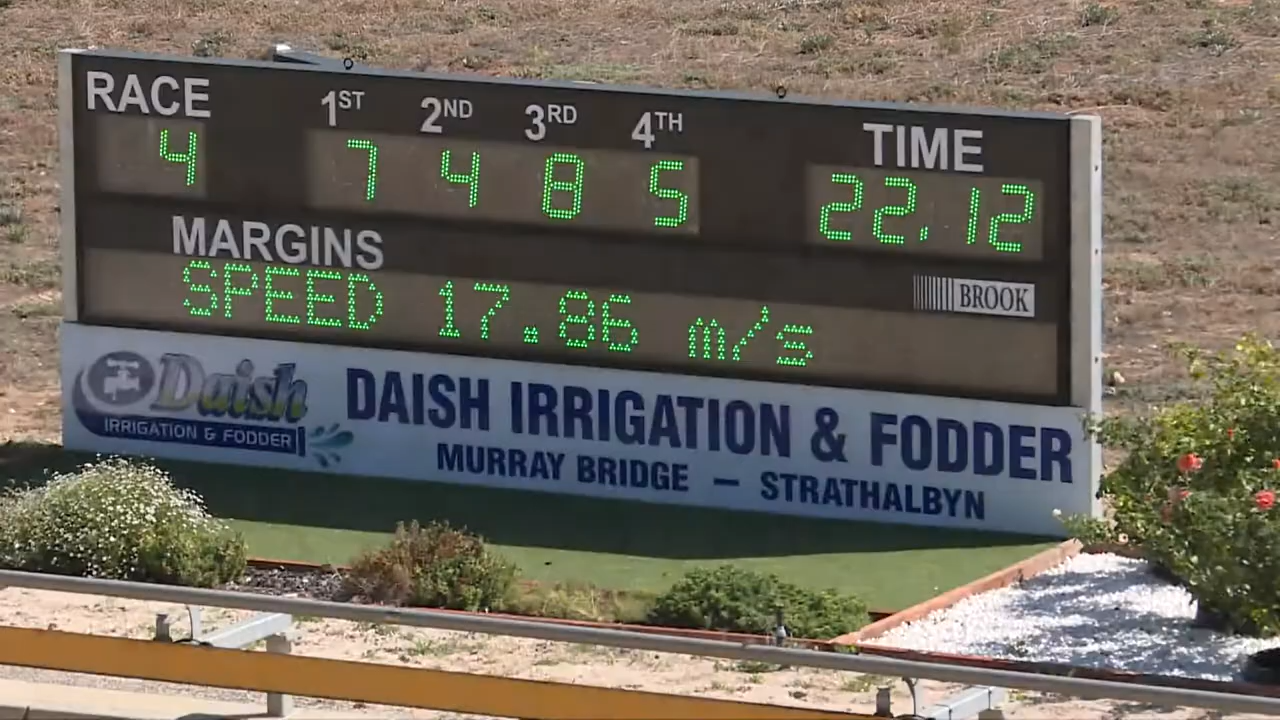 RACE 1ST 2ND 3RD 4TH TIME
4 7 4 8 5 22.12
MARGINS
SPEED 17.86 m/s
BROOK
Daish
IRRIGATION & FODDER
DAISH IRRIGATION & FODDER
MURRAY BRIDGE – STRATHALBYN